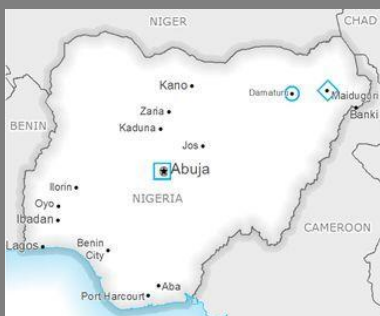 NIGER
CHAD
Kano
Damaturu
Maiduguri
Zaria
Banki
BENIN
Kaduna
Jos
Abuja
Ilorin
NIGERIA
Oyo
Ibadan
CAMEROON
Lagos
Benin
City
Aba
Port Harcourt